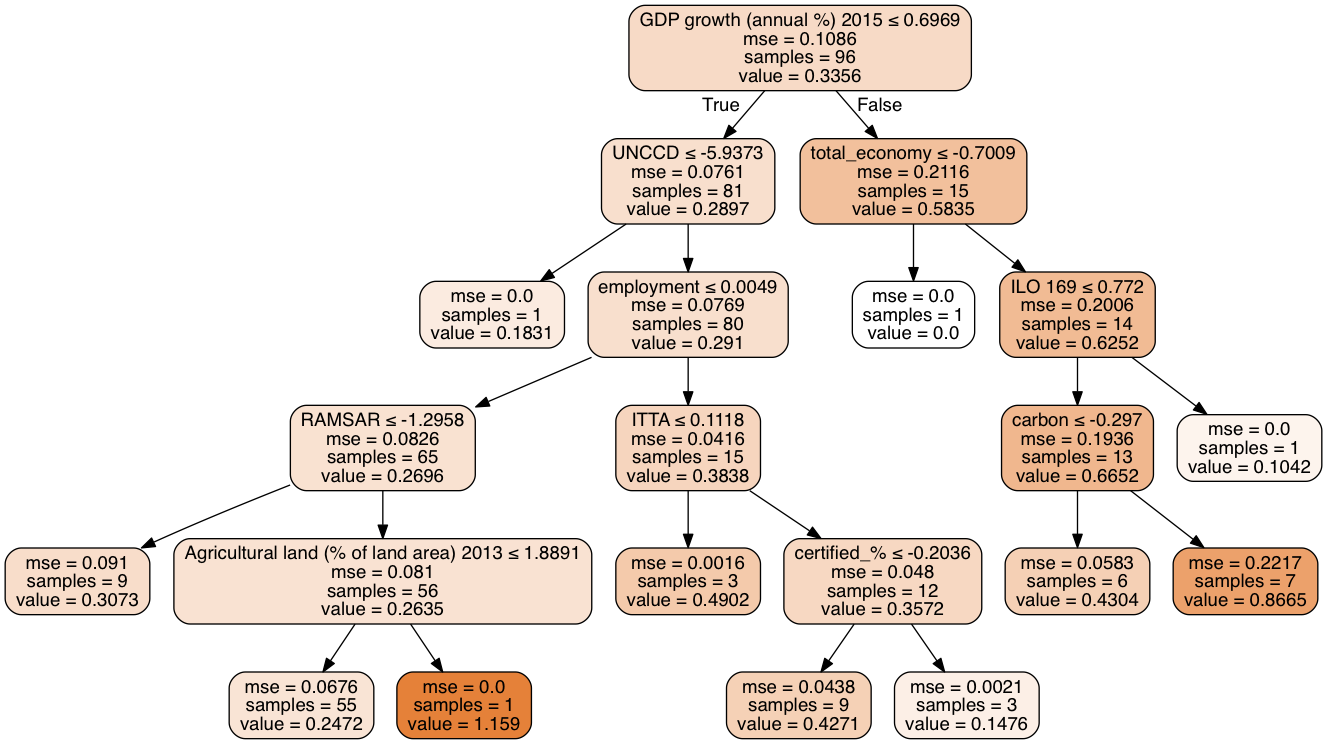 GDP growth (annual %) 2015 ≤ 0.6969
mse = 0.1086
samples = 96
value = 0.3356
True
False
UNCCD ≤ -5.9373
mse = 0.0761
samples = 81
value = 0.2897
total_economy ≤ -0.7009
mse = 0.2116
samples = 15
value = 0.5835
mse = 0.0
samples = 1
value = 0.1831
employment ≤ 0.0049
mse = 0.0769
samples = 80
value = 0.291
mse = 0.0
samples = 1
value = 0.0
ILO 169 ≤ 0.772
mse = 0.2006
samples = 14
value = 0.6252
RAMSAR ≤ -1.2958
mse = 0.0826
samples = 65
value = 0.2696
ITTA ≤ 0.1118
mse = 0.0416
samples = 15
value = 0.3838
carbon ≤ -0.297
mse = 0.1936
samples = 13
value = 0.6652
mse = 0.0
samples = 1
value = 0.1042
mse = 0.091
samples = 9
value = 0.3073
Agricultural land (% of land area) 2013 ≤ 1.8891
mse = 0.081
samples = 56
value = 0.2635
mse = 0.0016
samples = 3
value = 0.4902
certified_% ≤ -0.2036
mse = 0.048
samples = 12
value = 0.3572
mse = 0.0583
samples = 6
value = 0.4304
mse = 0.2217
samples = 7
value = 0.8665
mse = 0.0676
samples = 55
value = 0.2472
mse = 0.0
samples = 1
value = 1.159
mse = 0.0438
samples = 9
value = 0.4271
mse = 0.0021
samples = 3
value = 0.1476